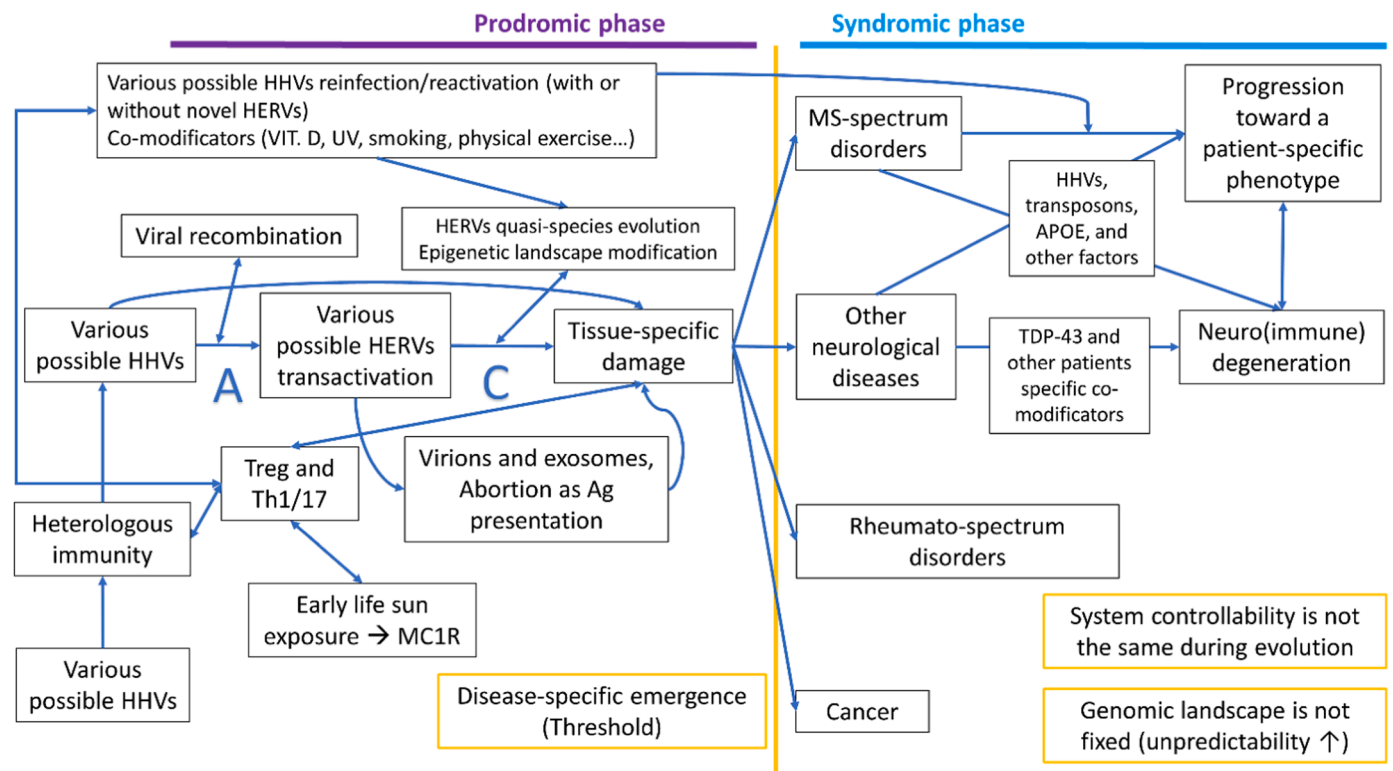 Prodromic phase
Syndromic phase
Various possible HHVs reinfection/reactivation (with or
without novel HERVs)
Co-modificators (VIT. D, UV, smoking, physical exercise…)
Viral recombination
HERVs quasi-species evolution
Epigenetic landscape modification
Various
possible HHVs
A
Various
possible HERVs
transactivation
C
Tissue-specific
damage
Treg and
Th1/17
Virions and exosomes,
Abortion as Ag
presentation
Heterologous
immunity
Early life sun
exposure → MC1R
Various
possible HHVs
Disease-specific emergence
(Threshold)
MS-spectrum
disorders
Progression
toward a
patient-specific
phenotype
HHVs,
transposons,
APOE, and
other factors
Other
neurological
diseases
TDP-43 and
other patients
specific co-
modificators
Neuro(immune)
degeneration
Rheumato-spectrum
disorders
Cancer
System controllability is not
the same during evolution
Genomic landscape is not
fixed (unpredictability ↑)